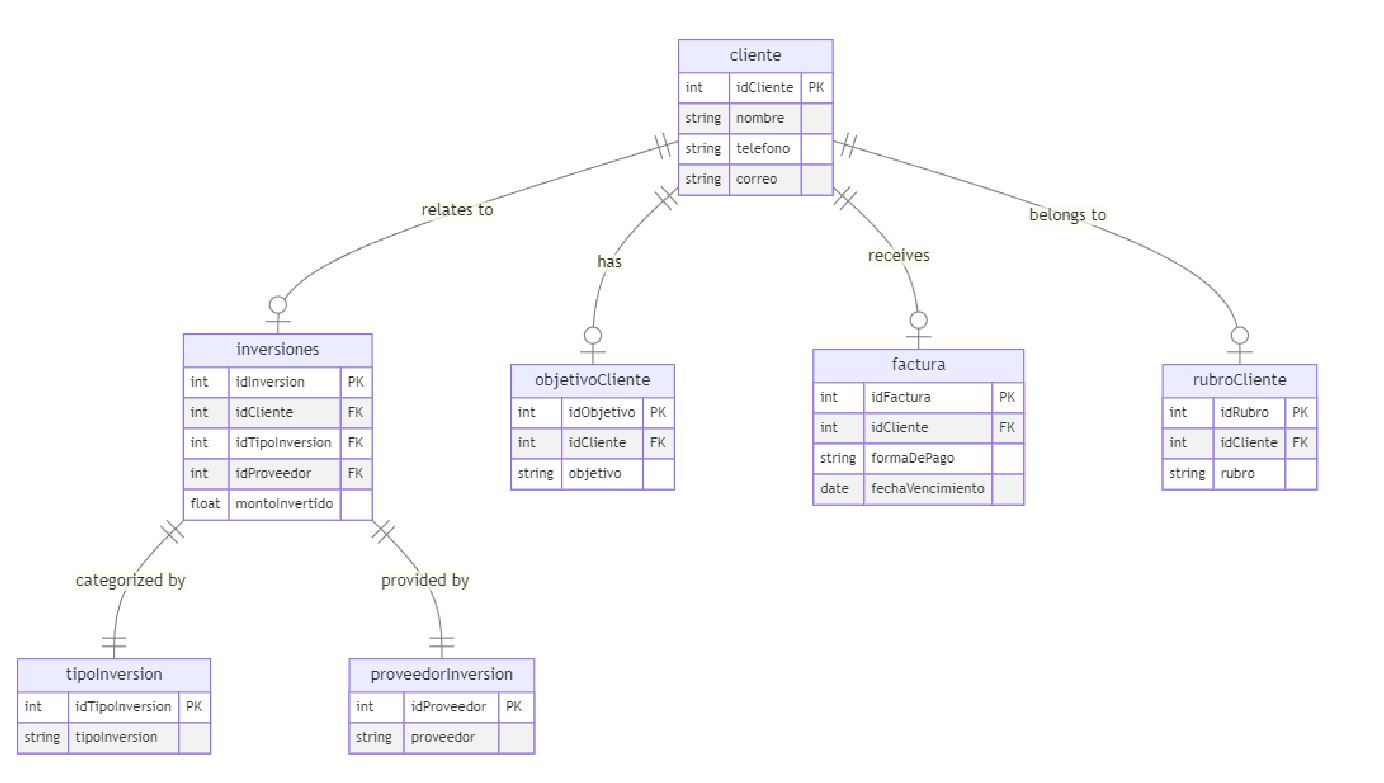 cliente
int idCliente PK
string nombre
string telefono
string correo
relates to
has
receives
belongs to
inversiones
int idInversion PK
int idCliente FK
int idTipoInversion FK
int idProveedor FK
float montoInvertido
objetivoCliente
int idObjetivo PK
int idCliente FK
string objetivo
factura
int idFactura PK
int idCliente FK
string formaDePago
date fechaVencimiento
rubroCliente
int idRubro PK
int idCliente FK
string rubro
categorized by
provided by
tipoInversion
int idTipoInversion PK
string tipoInversion
proveedorInversion
int idProveedor PK
string proveedor